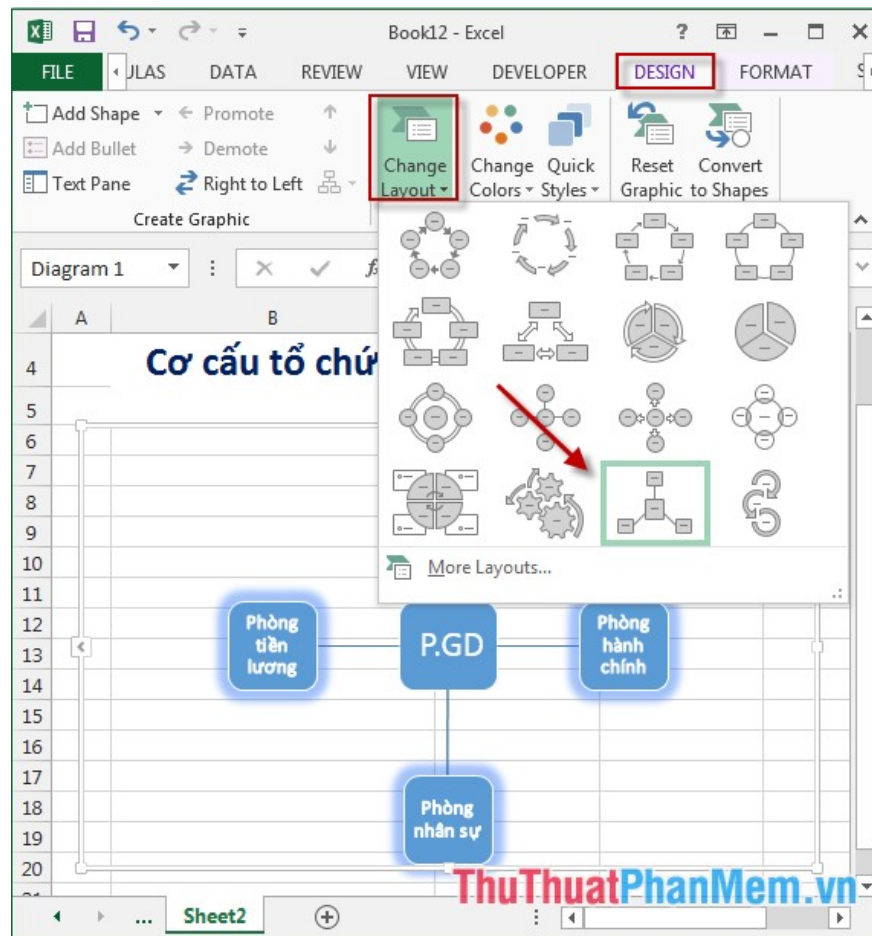 Book12 - Excel
FILE JLAS DATA REVIEW VIEW DEVELOPER DESIGN FORMAT S
Add Shape Promote
Add Bullet Demote
Text Pane Right to Left
Create Graphic
Change Layout
Change Colors
Quick Styles
Reset Graphic
Convert to Shapes
Diagram 1
A B
4
Cơ cấu tổ chứ
5
6
7
8
9
10
11
12
13
14
15
16
17
18
19
20
More Layouts...
Phòng
tiền
lương
P.GD
Phòng
hành
chính
Phòng
nhân sự
ThuThuatPhanMem.vn
... Sheet2